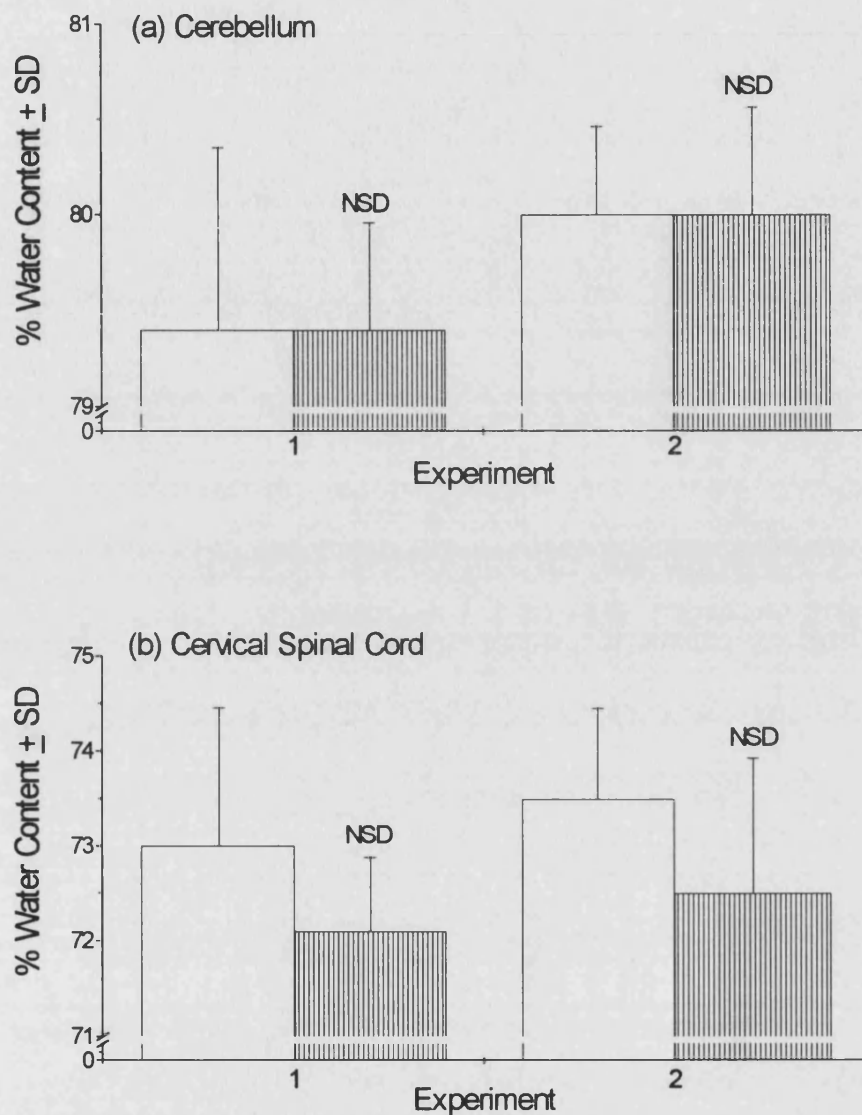 81
(a) Cerebellum
% Water Content ± SD
NSD
NSD
80
79
0
1
2
Experiment
75
(b) Cervical Spinal Cord
% Water Content ± SD
74
NSD
NSD
73
72
71
0
1
2
Experiment